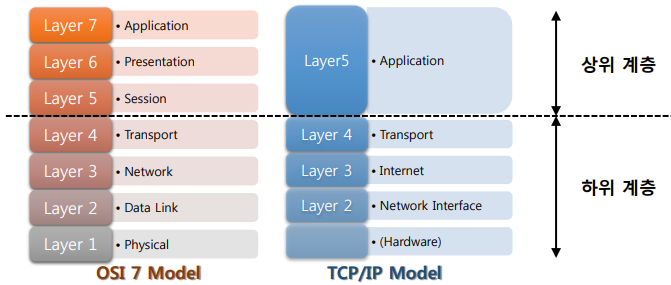 Layer 7 • Application
Layer 6 • Presentation
Layer 5 • Session
Layer 4 • Transport
Layer 3 • Network
Layer 2 • Data Link
Layer 1 • Physical
OSI 7 Model
Layer5 • Application
Layer 4 • Transport
Layer 3 • Internet
Layer 2 • Network Interface
• (Hardware)
TCP/IP Model
상위 계층
하위 계층